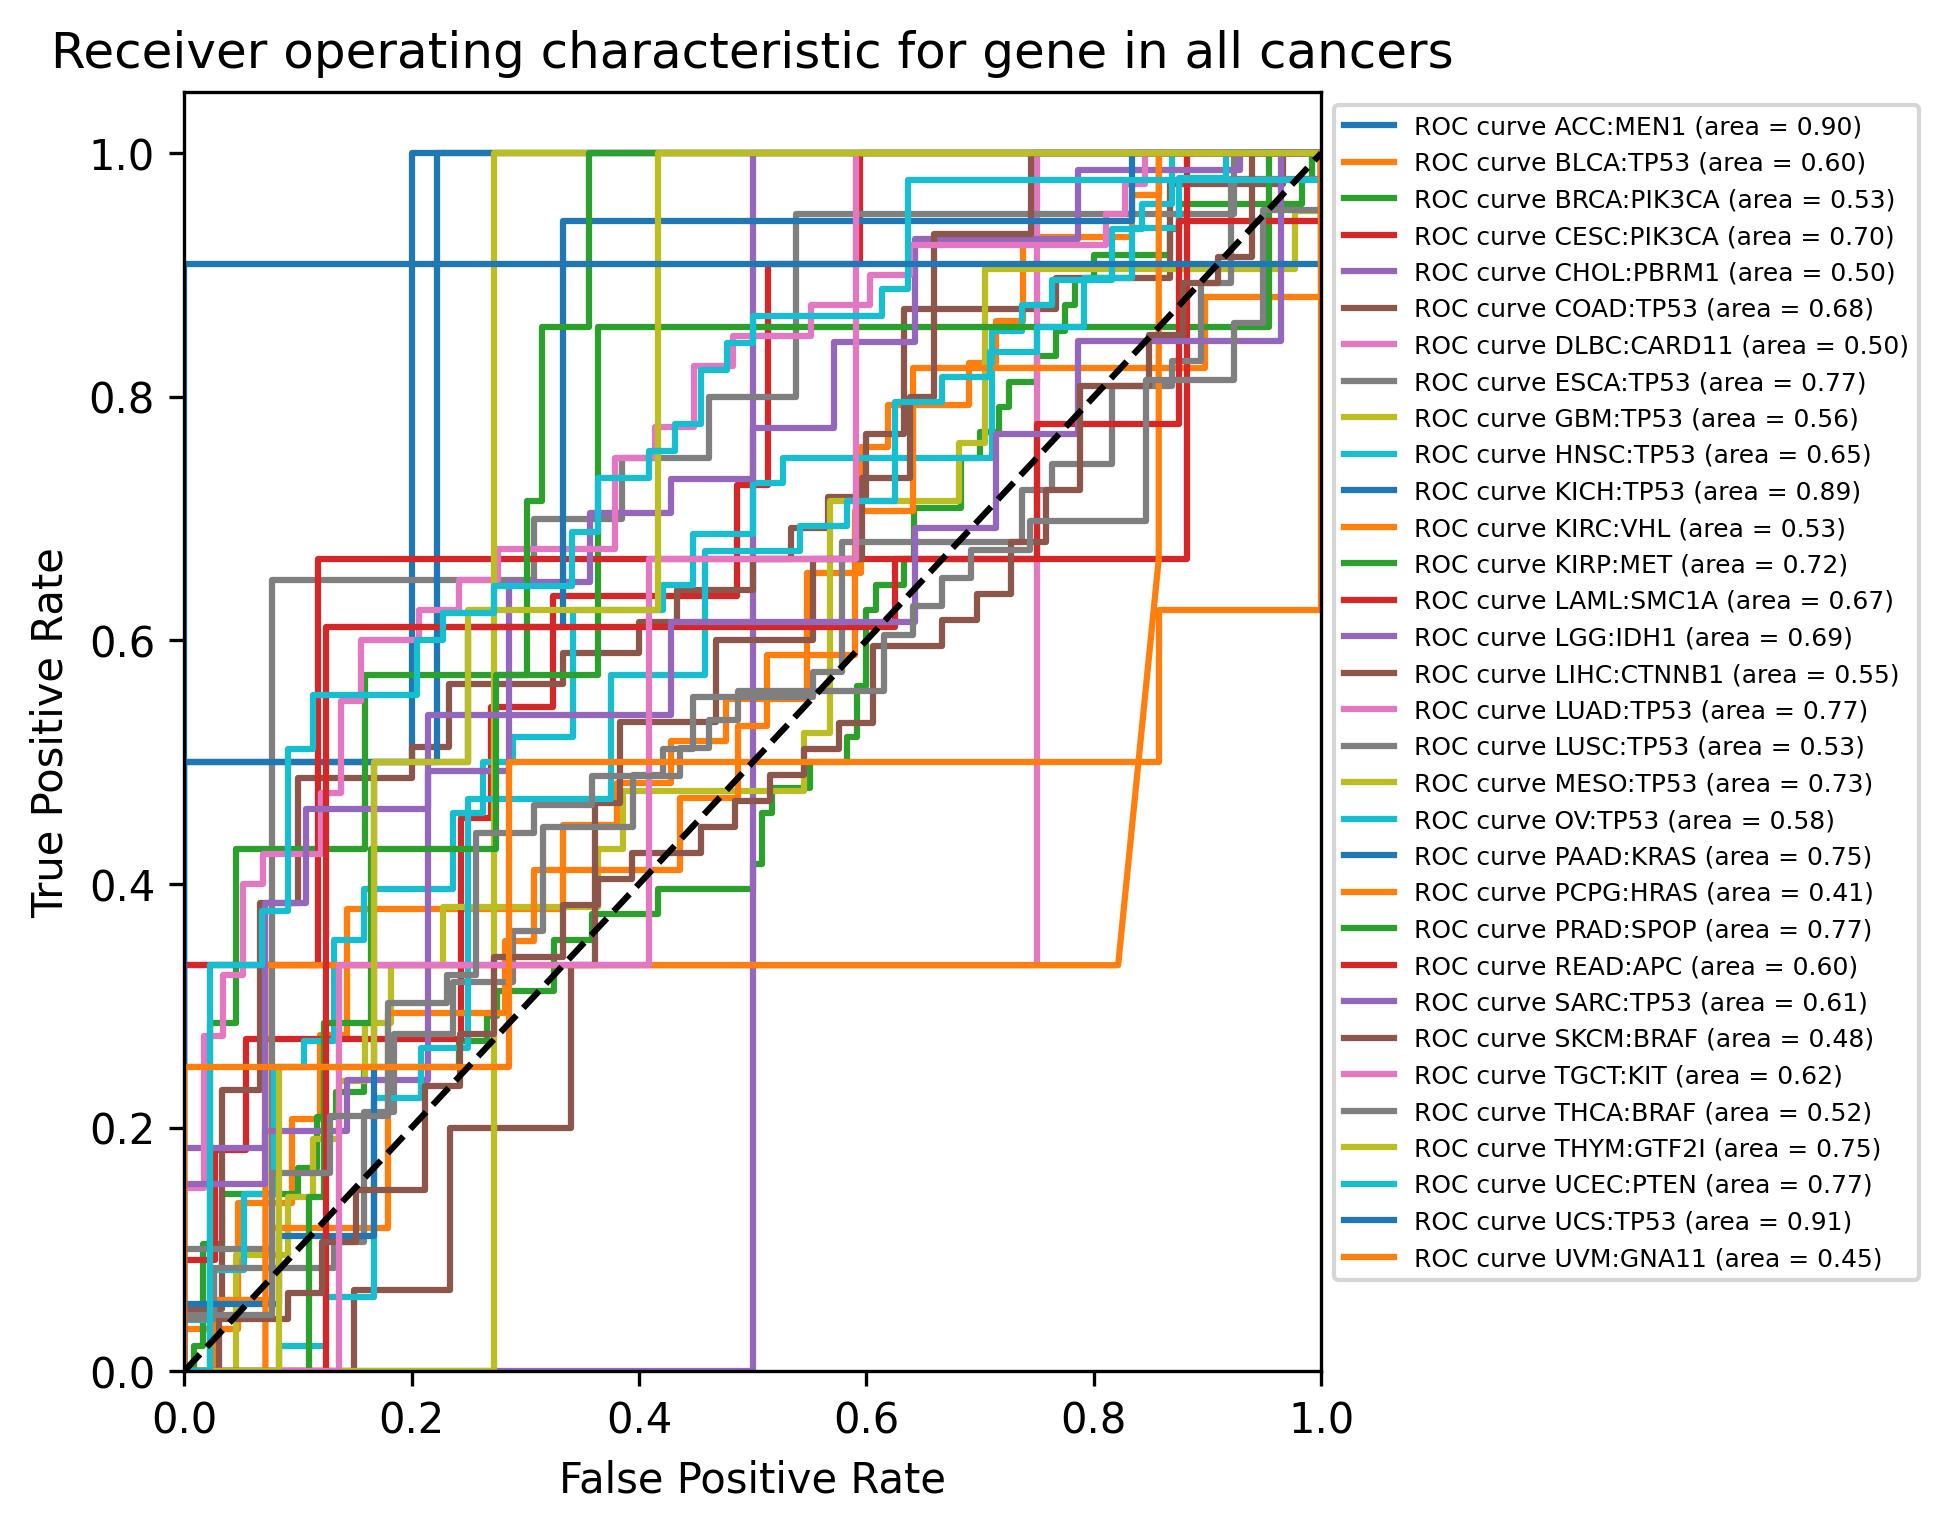 Receiver operating characteristic for gene in all cancers
True Positive Rate
1.0
0.8
0.6
0.4
0.2
0.0
0.0 0.2 0.4 0.6 0.8 1.0
False Positive Rate
ROC curve ACC:MEN1 (area = 0.90)
ROC curve BLCA:TP53 (area = 0.60)
ROC curve BRCA:PIK3CA (area = 0.53)
ROC curve CESC:PIK3CA (area = 0.70)
ROC curve CHOL:PBRM1 (area = 0.50)
ROC curve COAD:TP53 (area = 0.68)
ROC curve DLBC:CARD11 (area = 0.50)
ROC curve ESCA:TP53 (area = 0.77)
ROC curve GBM:TP53 (area = 0.56)
ROC curve HNSC:TP53 (area = 0.65)
ROC curve KICH:TP53 (area = 0.89)
ROC curve KIRC:VHL (area = 0.53)
ROC curve KIRP:MET (area = 0.72)
ROC curve LAML:SMC1A (area = 0.67)
ROC curve LGG:IDH1 (area = 0.69)
ROC curve LIHC:CTNNB1 (area = 0.55)
ROC curve LUAD:TP53 (area = 0.77)
ROC curve LUSC:TP53 (area = 0.53)
ROC curve MESO:TP53 (area = 0.73)
ROC curve OV:TP53 (area = 0.58)
ROC curve PAAD:KRAS (area = 0.75)
ROC curve PCPG:HRAS (area = 0.41)
ROC curve PRAD:SPOP (area = 0.77)
ROC curve READ:APC (area = 0.60)
ROC curve SARC:TP53 (area = 0.61)
ROC curve SKCM:BRAF (area = 0.48)
ROC curve TGCT:KIT (area = 0.62)
ROC curve THCA:BRAF (area = 0.52)
ROC curve THYM:GTF2I (area = 0.75)
ROC curve UCEC:PTEN (area = 0.77)
ROC curve UCS:TP53 (area = 0.91)
ROC curve UVM:GNA11 (area = 0.45)